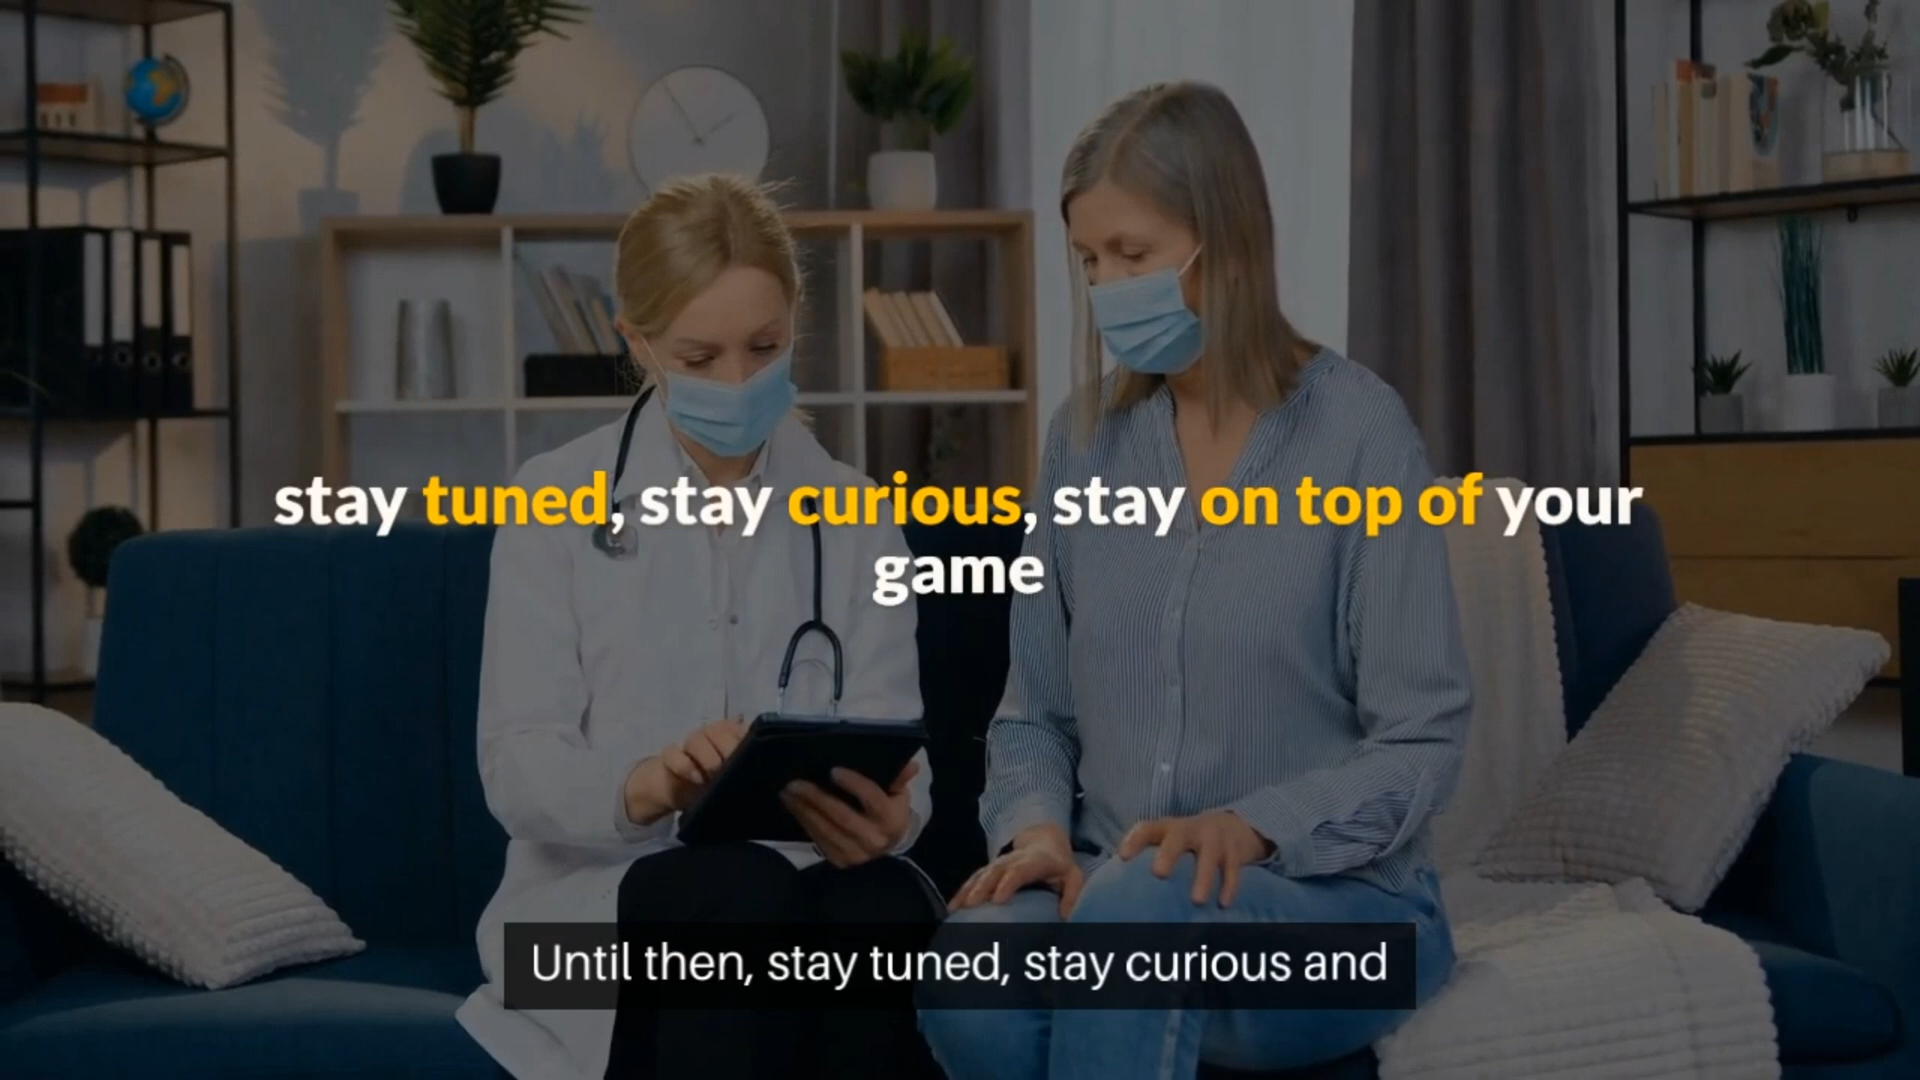 stay tuned, stay curious, stay on top of your
game
Until then, stay tuned, stay curious and